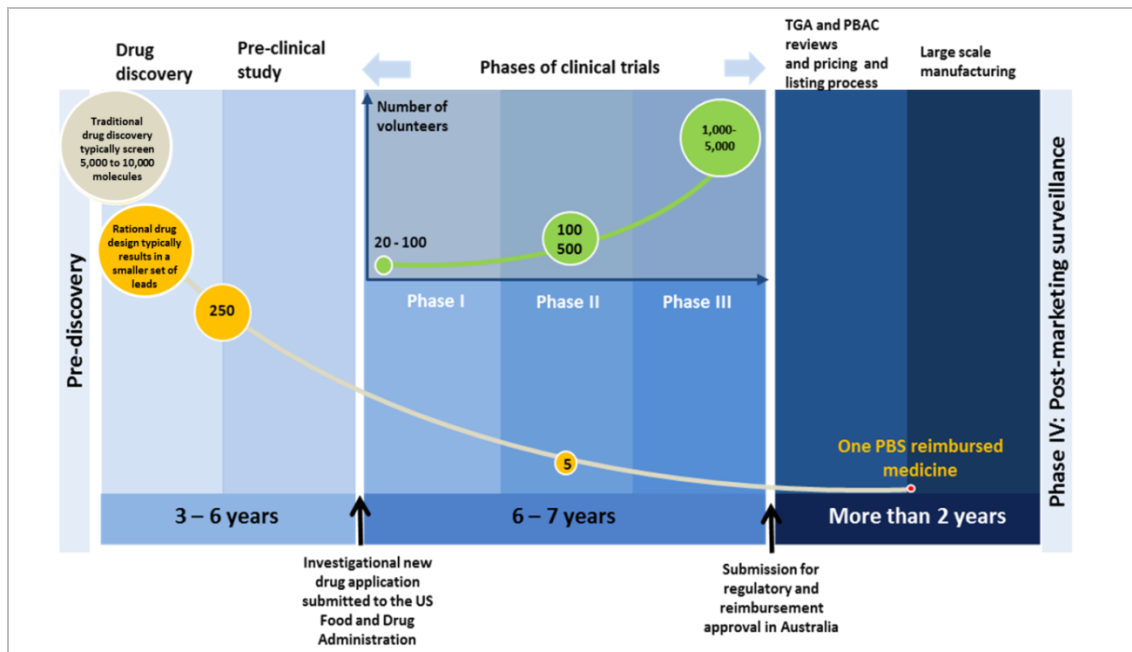 Drug
discovery
Pre-clinical
study
Phases of clinical trials
TGA and PBAC
reviews
and pricing and
listing process
Large scale
manufacturing
Pre-discovery
Traditional
drug discovery
typically screen
5,000 to 10,000
molecules
Rational drug
design typically
results in a
smaller set of
leads
250
Number of
volunteers
20 - 100
100
500
1,000-
5,000
Phase I
Phase II
Phase III
5
One PBS reimbursed
medicine
Phase IV: Post-marketing surveillance
3 – 6 years
6 – 7 years
More than 2 years
Investigational new
drug application
submitted to the US
Food and Drug
Administration
Submission for
regulatory and
reimbursement
approval in Australia